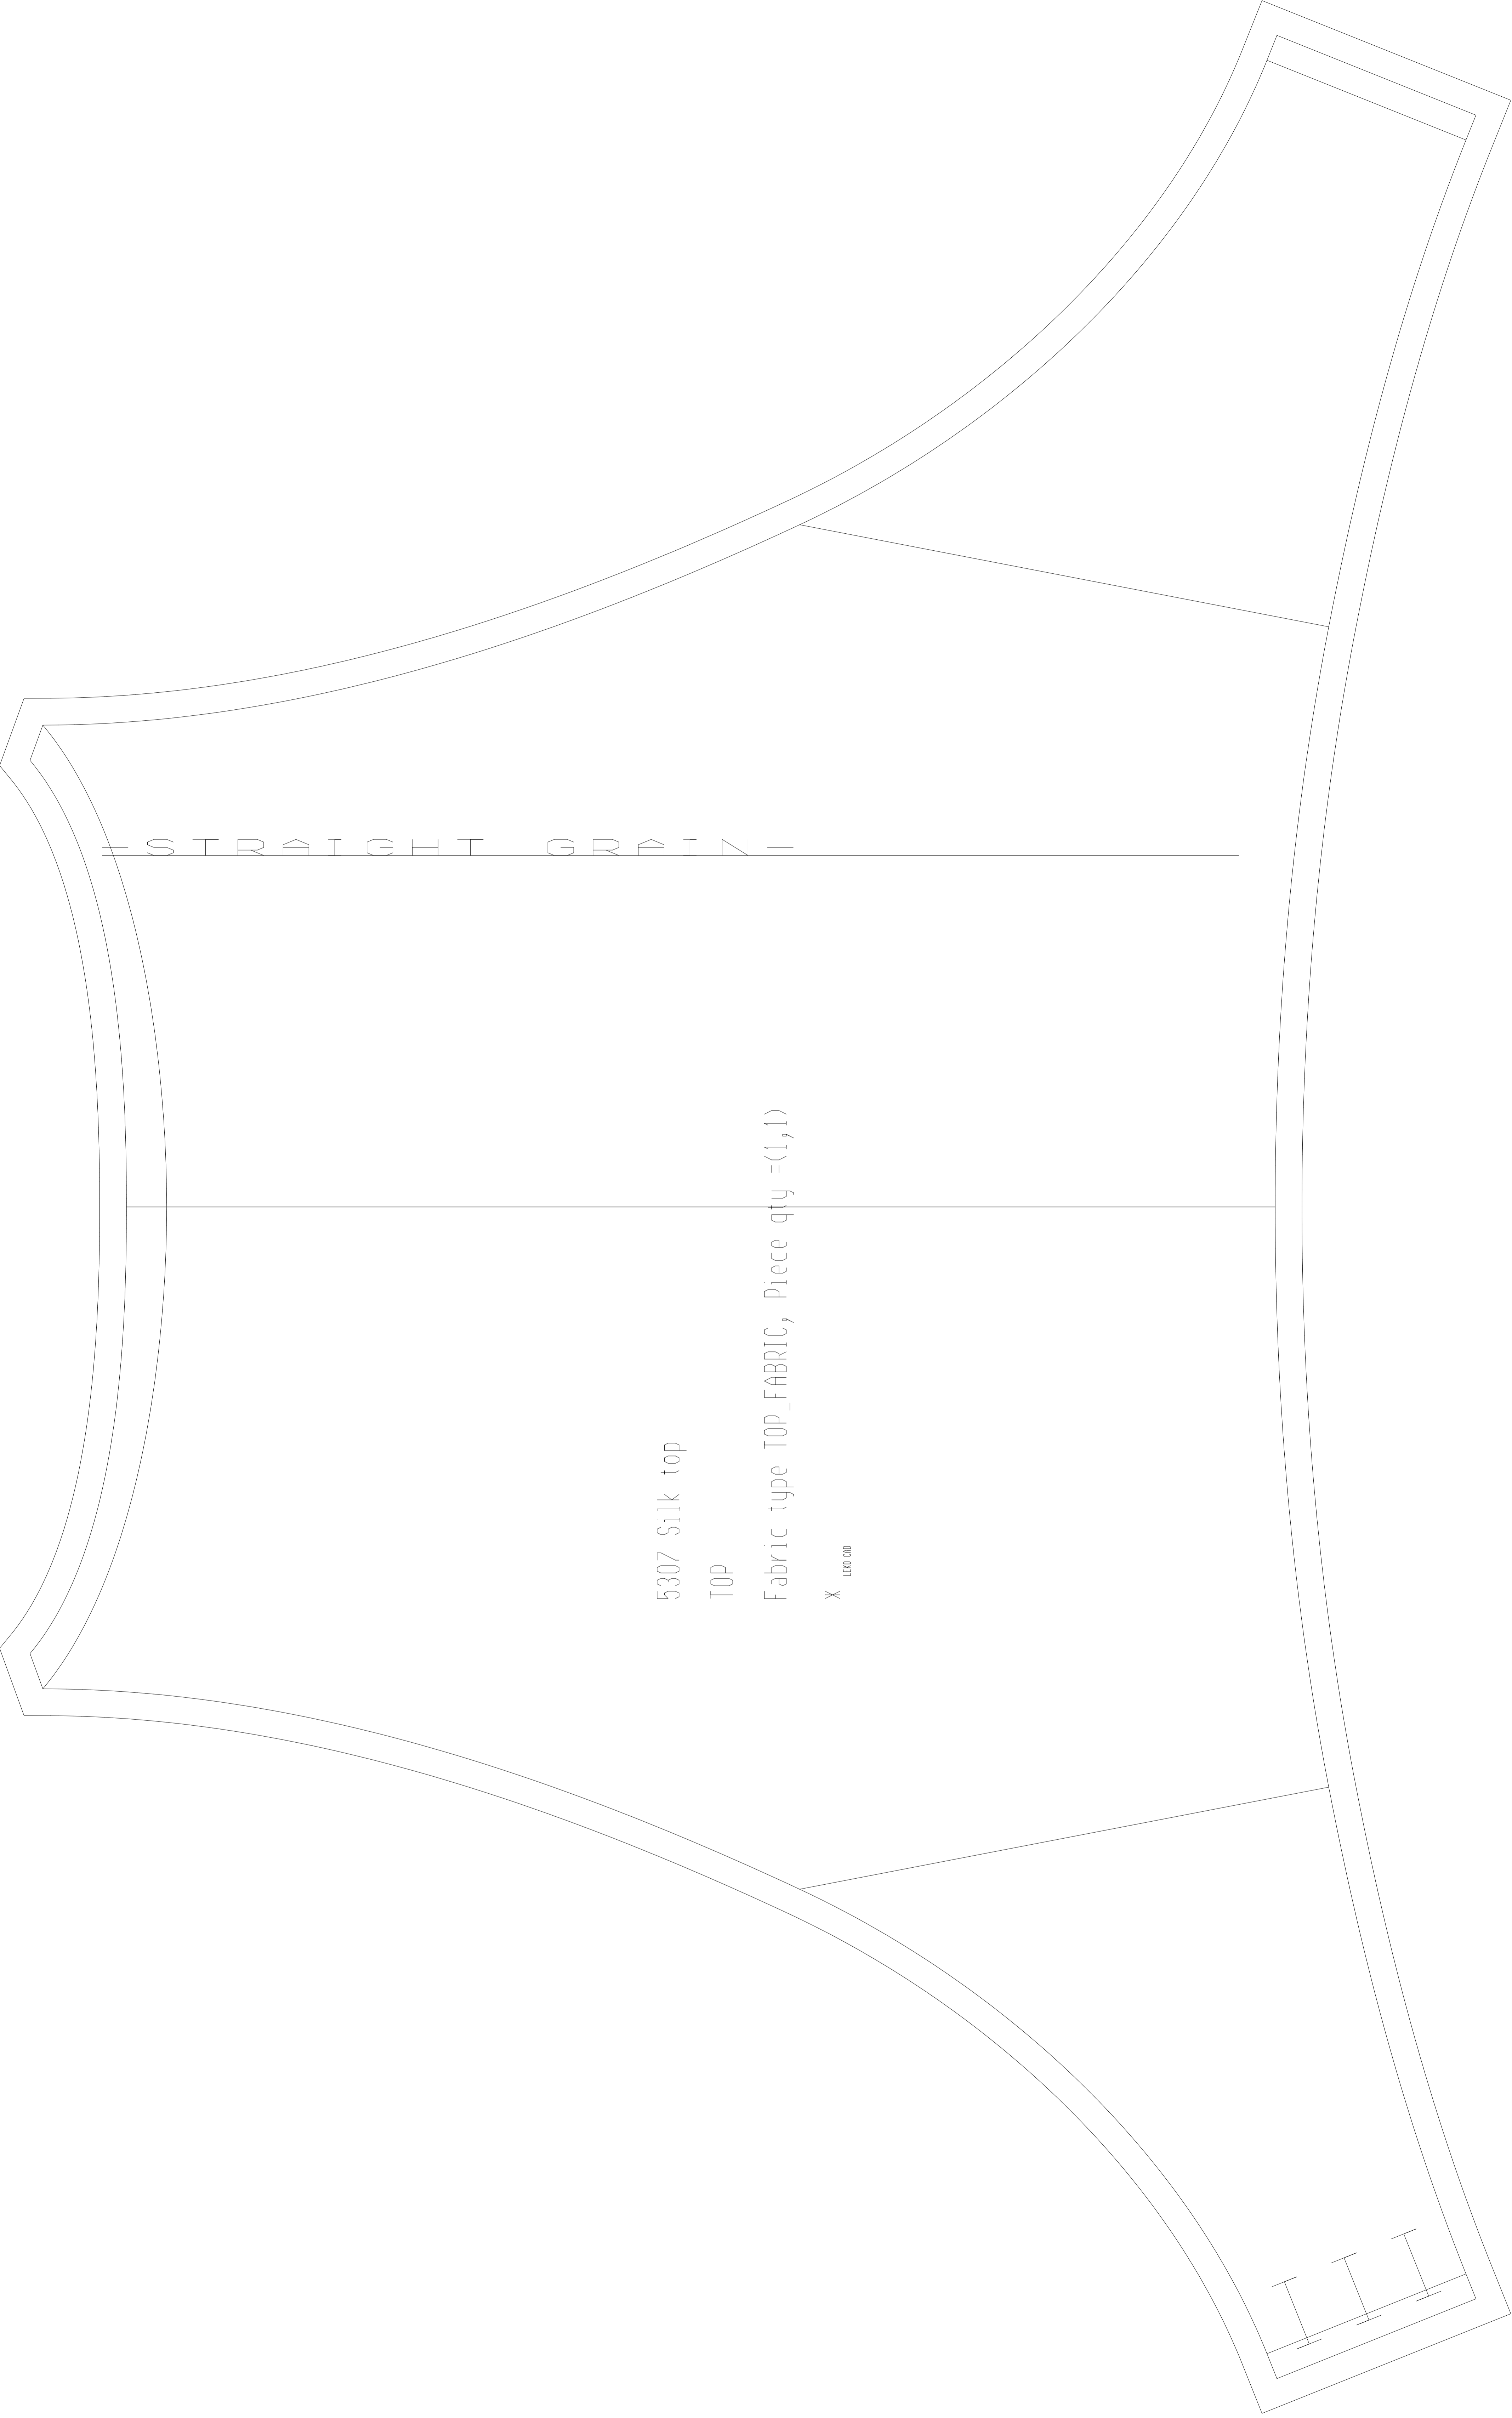 -STRAIGHT GRAIN-
5307 Silk top
TOP
Fabric type TOP_FABRIC, Piece qty =(1,1)
Ж LEKO CAD